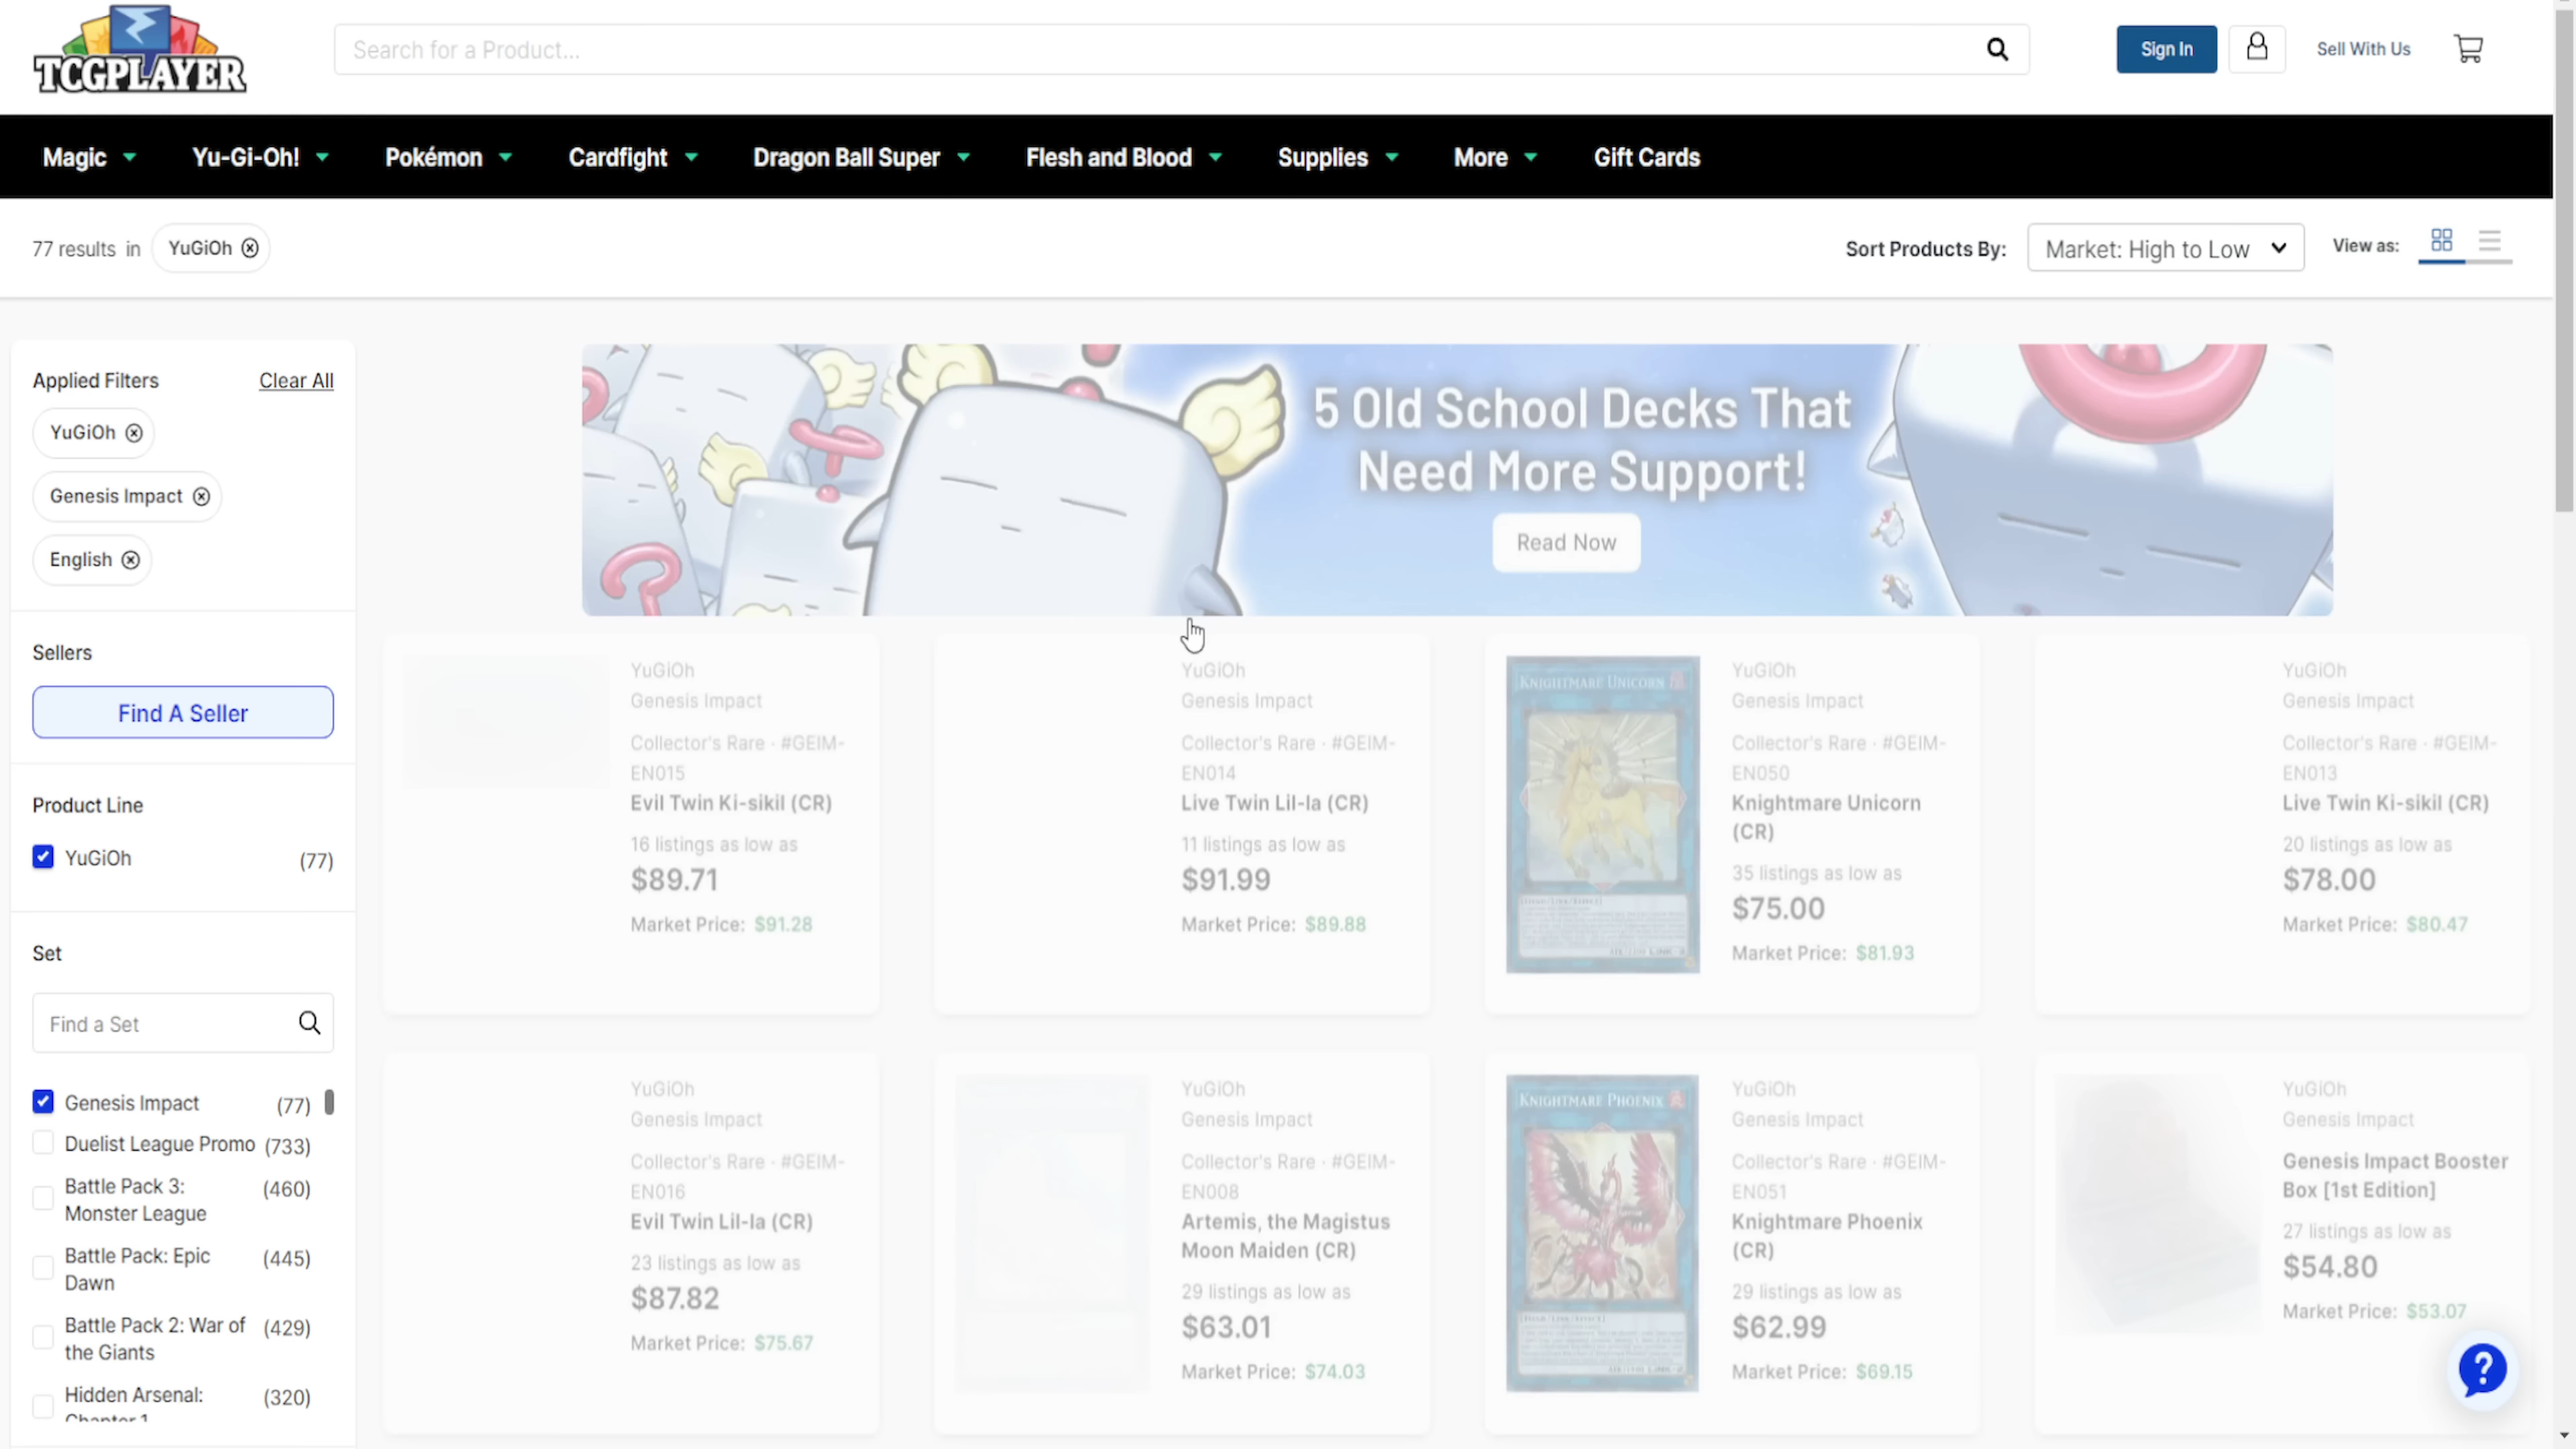 TCGPLAYER
Search for a Product...
Sign In
Sell With Us
Magic
Yu-Gi-Oh!
Pokémon
Cardfight
Dragon Ball Super
Flesh and Blood
Supplies
More
Gift Cards
77 results in
YuGiOh
Sort Products By:
Market: High to Low
View as:
Applied Filters
Clear All
YuGiOh
Genesis Impact
English
Sellers
Find A Seller
Product Line
YuGiOh (77)
Set
Find a Set
Genesis Impact (77)
Duelist League Promo (733)
Battle Pack 3: (460)
Monster League
Battle Pack: Epic (445)
Dawn
Battle Pack 2: War of (429)
the Giants
Hidden Arsenal: (320)
Chapter 1
5 Old School Decks That
Need More Support!
Read Now
YuGiOh
Genesis Impact
Collector's Rare · #GEIM-
EN015
Evil Twin Ki-sikil (CR)
16 listings as low as
$89.71
Market Price: $91.28
YuGiOh
Genesis Impact
Collector's Rare · #GEIM-
EN014
Live Twin Lil-la (CR)
11 listings as low as
$91.99
Market Price: $89.88
KNIGHTMARE UNICORN
YuGiOh
Genesis Impact
Collector's Rare · #GEIM-
EN050
Knightmare Unicorn
(CR)
35 listings as low as
$75.00
Market Price: $81.93
YuGiOh
Genesis Impact
Collector's Rare · #GEIM-
EN013
Live Twin Ki-sikil (CR)
20 listings as low as
$78.00
Market Price: $80.47
YuGiOh
Genesis Impact
Collector's Rare · #GEIM-
EN016
Evil Twin Lil-la (CR)
23 listings as low as
$87.82
Market Price: $75.67
YuGiOh
Genesis Impact
Collector's Rare · #GEIM-
EN008
Artemis, the Magistus
Moon Maiden (CR)
29 listings as low as
$63.01
Market Price: $74.03
KNIGHTMARE PHOENIX
YuGiOh
Genesis Impact
Collector's Rare · #GEIM-
EN051
Knightmare Phoenix
(CR)
29 listings as low as
$62.99
Market Price: $69.15
YuGiOh
Genesis Impact
Genesis Impact Booster
Box [1st Edition]
27 listings as low as
$54.80
Market Price: $53.07
?